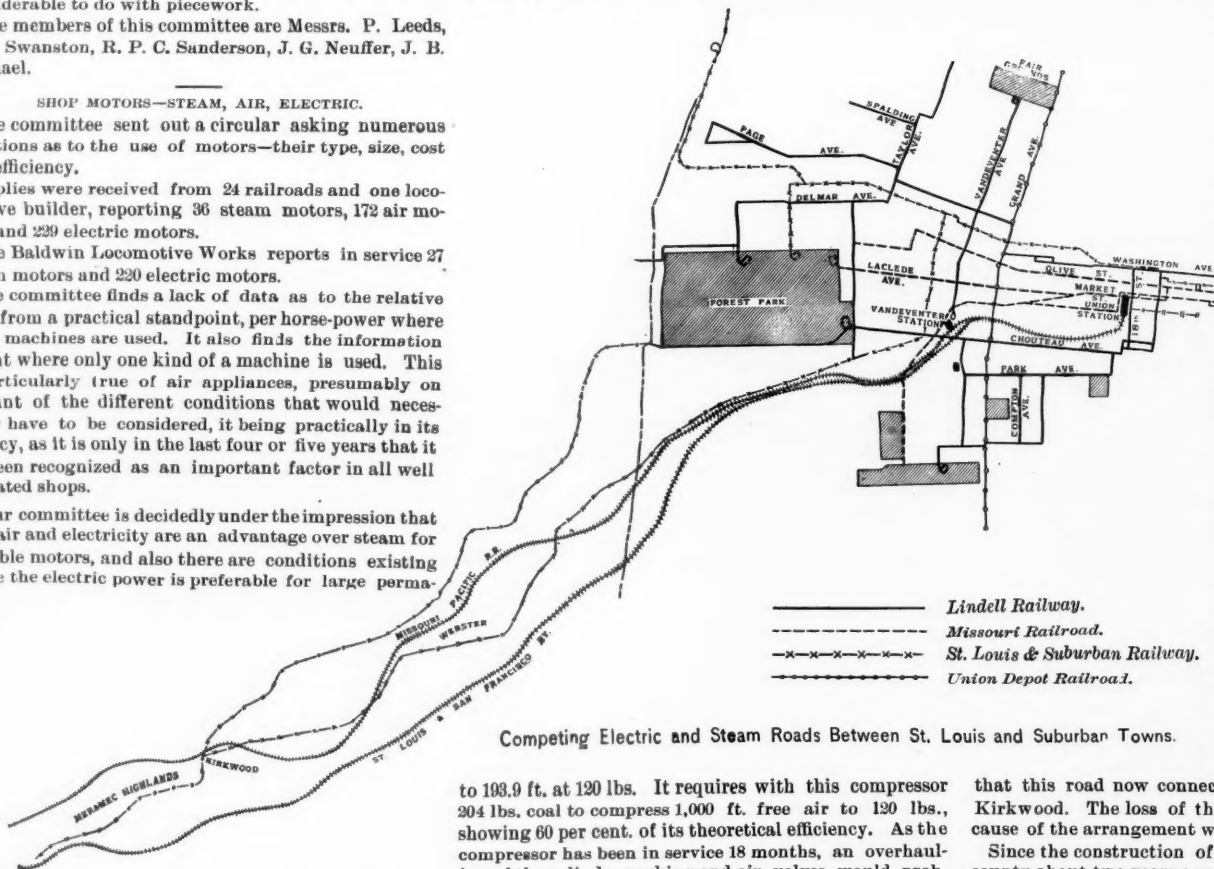 derable to do with piecework.
e members of this committee are Messrs. P. Leeds,
Swanston, R. P. C. Sanderson, J. G. Neuffer, J. B.
ael.
SHOP MOTORS—STEAM, AIR, ELECTRIC.
e committee sent out a circular asking numerous
tions as to the use of motors—their type, size, cost
efficiency.
plies were received from 24 railroads and one loco-
ve builder, reporting 36 steam motors, 172 air mo-
and 229 electric motors.
e Baldwin Locomotive Works reports in service 27
n motors and 220 electric motors.
e committee finds a lack of data as to the relative
from a practical standpoint, per horse-power where
machines are used. It also finds the information
nt where only one kind of a machine is used. This
rticularly true of air appliances, presumably on
unt of the different conditions that would neces-
have to be considered, it being practically in its
cy, as it is only in the last four or five years that it
een recognized as an important factor in all well
ated shops.
ur committee is decidedly under the impression that
air and electricity are an advantage over steam for
ble motors, and also there are conditions existing
e the electric power is preferable for large perma-
FAIR
GROUNDS
SPALDING
AVE
PAGE
AVE.
TAYLOR
AVE.
VANDEVENTER
AVE
GRAND AVE.
DELMAR AVE.
WASHINGTON AVE
OLIVE ST.
LACLEDE
AVE.
MARKET
ST.
UNION
STATION
18TH ST.
FOREST PARK
VANDEVENTER
STATION
CHOUTEAU AVE.
PARK AVE.
COMPTON
AVE.
MISSOURI PACIFIC R.R.
WEBSTER
ST. LOUIS & SAN FRANCISCO RY.
KIRKWOOD
MERAMEC HIGHLANDS
Lindell Railway.
Missouri Railroad.
St. Louis & Suburban Railway.
Union Depot Railroad.
Competing Electric and Steam Roads Between St. Louis and Suburban Towns.
to 193.9 ft. at 120 lbs. It requires with this compressor
204 lbs. coal to compress 1,000 ft. free air to 120 lbs.,
showing 60 per cent. of its theoretical efficiency. As the
compressor has been in service 18 months, an overhaul-
that this road now connec
Kirkwood. The loss of th
cause of the arrangement w
Since the construction of